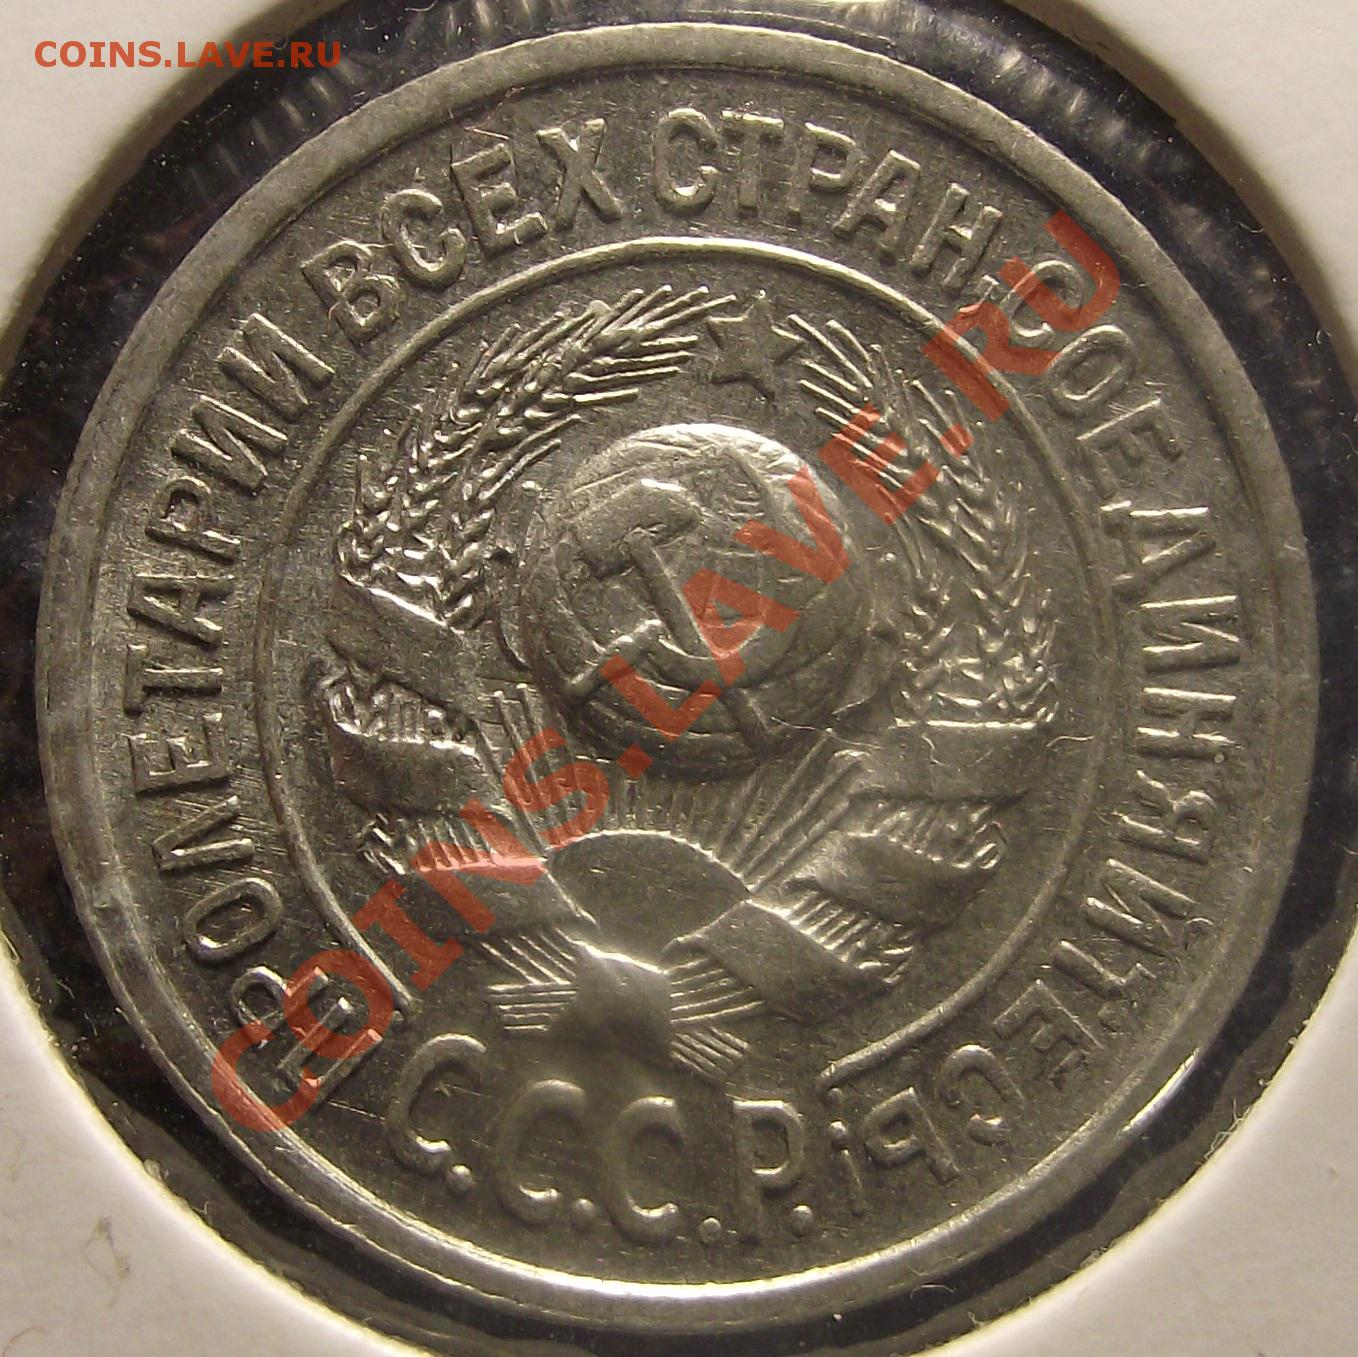 COINS.LAVE.RU
ПРОЛЕТАРИИ ВСЕХ СТРАН, СОЕДИНЯЙТЕСЬ!
С.С.С.Р.
COINS.LAVE.RU